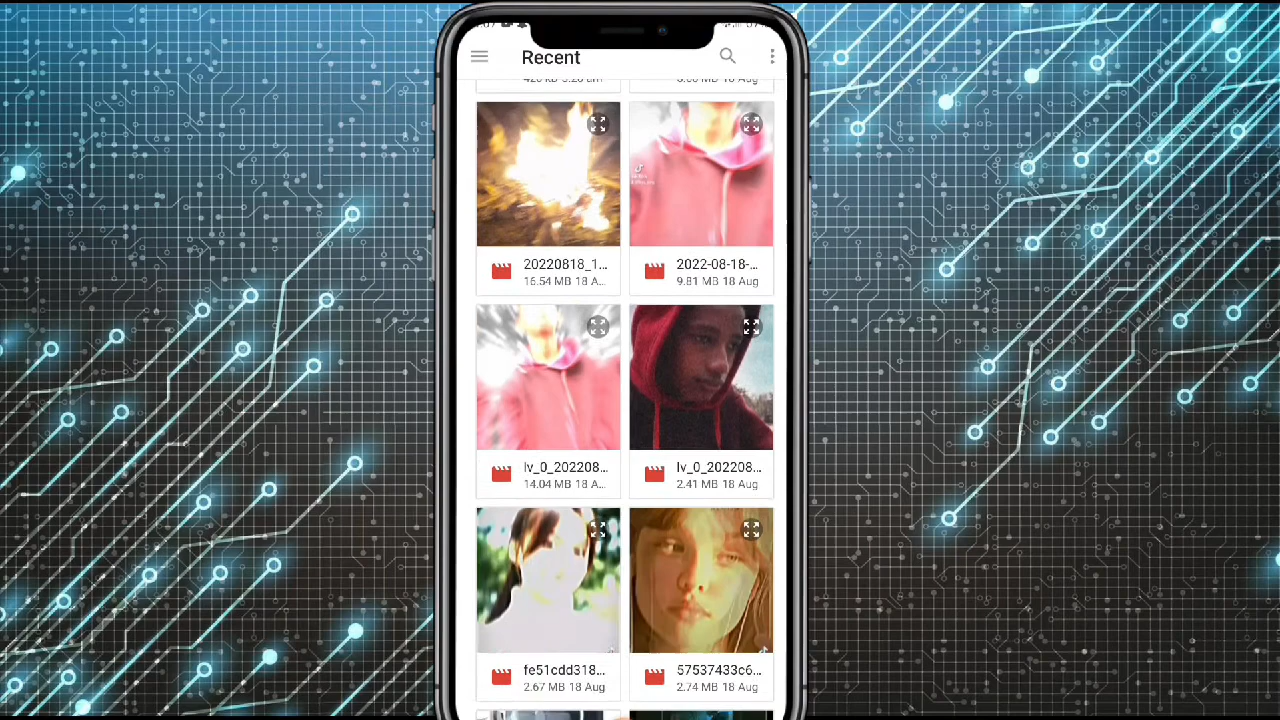 Recent
20220818_1...
16.54 MB 18 A...
2022-08-18-...
9.81 MB 18 Aug
lv_0_202208...
14.04 MB 18 A...
lv_0_202208...
2.41 MB 18 Aug
fe51cdd318...
2.67 MB 18 Aug
57537433c6...
2.74 MB 18 Aug